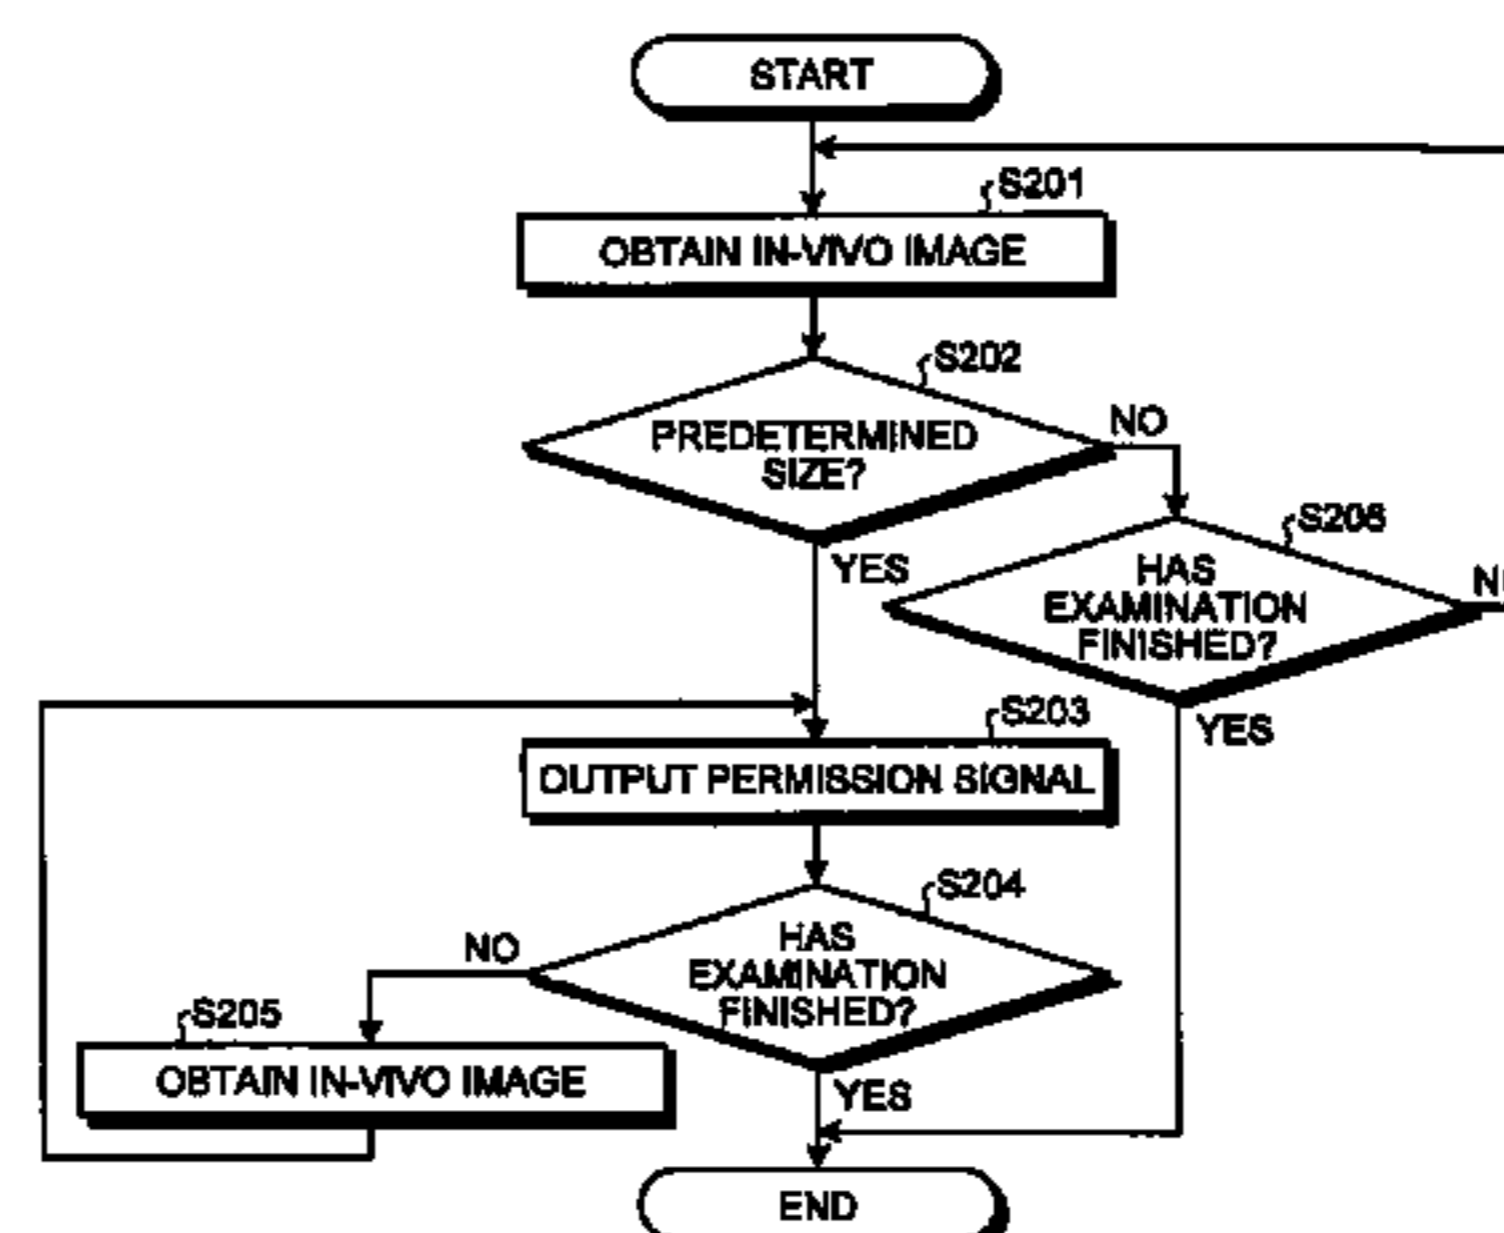 START
S201
OBTAIN IN-VIVO IMAGE
S202
PREDETERMINED
SIZE?
NO
YES
S206
HAS
EXAMINATION
FINISHED?
YES
S203
OUTPUT PERMISSION SIGNAL
S204
HAS
EXAMINATION
FINISHED?
NO
S205
OBTAIN IN-VIVO IMAGE
YES
END